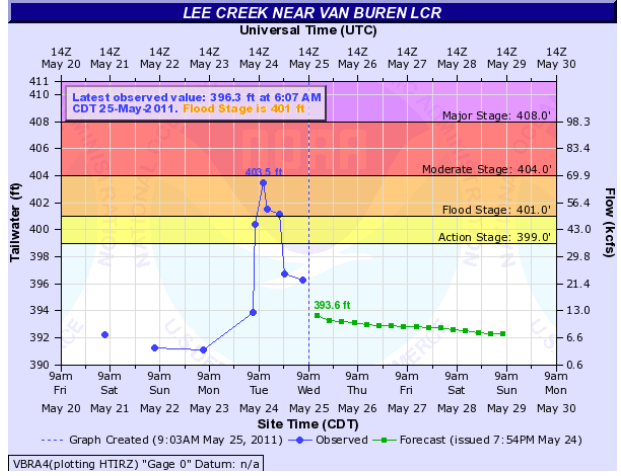 LEE CREEK NEAR VAN BUREN LCR
Universal Time (UTC)
14Z 14Z 14Z 14Z 14Z 14Z 14Z 14Z 14Z 14Z 14Z
May 20 May 21 May 22 May 23 May 24 May 25 May 26 May 27 May 28 May 29 May 30
Latest observed value: 396.3 ft at 6:07 AM
CDT 25-May-2011. Flood Stage is 401 ft
411
410
408
406
404
402
400
398
396
394
392
390
Tailwater (ft)
Major Stage: 408.0'
Moderate Stage: 404.0'
Flood Stage: 401.0'
Action Stage: 399.0'
403.5 ft
393.6 ft
98.3
83.4
69.9
56.4
43.0
29.8
21.4
13.0
6.6
0.6
Flow (kcfs)
9am 9am 9am 9am 9am 9am 9am 9am 9am 9am 9am
Fri Sat Sun Mon Tue Wed Thu Fri Sat Sun Mon
May 20 May 21 May 22 May 23 May 24 May 25 May 26 May 27 May 28 May 29 May 30
Site Time (CDT)
Graph Created (9:03AM May 25, 2011) Observed Forecast (issued 7:54PM May 24)
VBRA4(plotting HTIRZ) "Gage 0" Datum: n/a